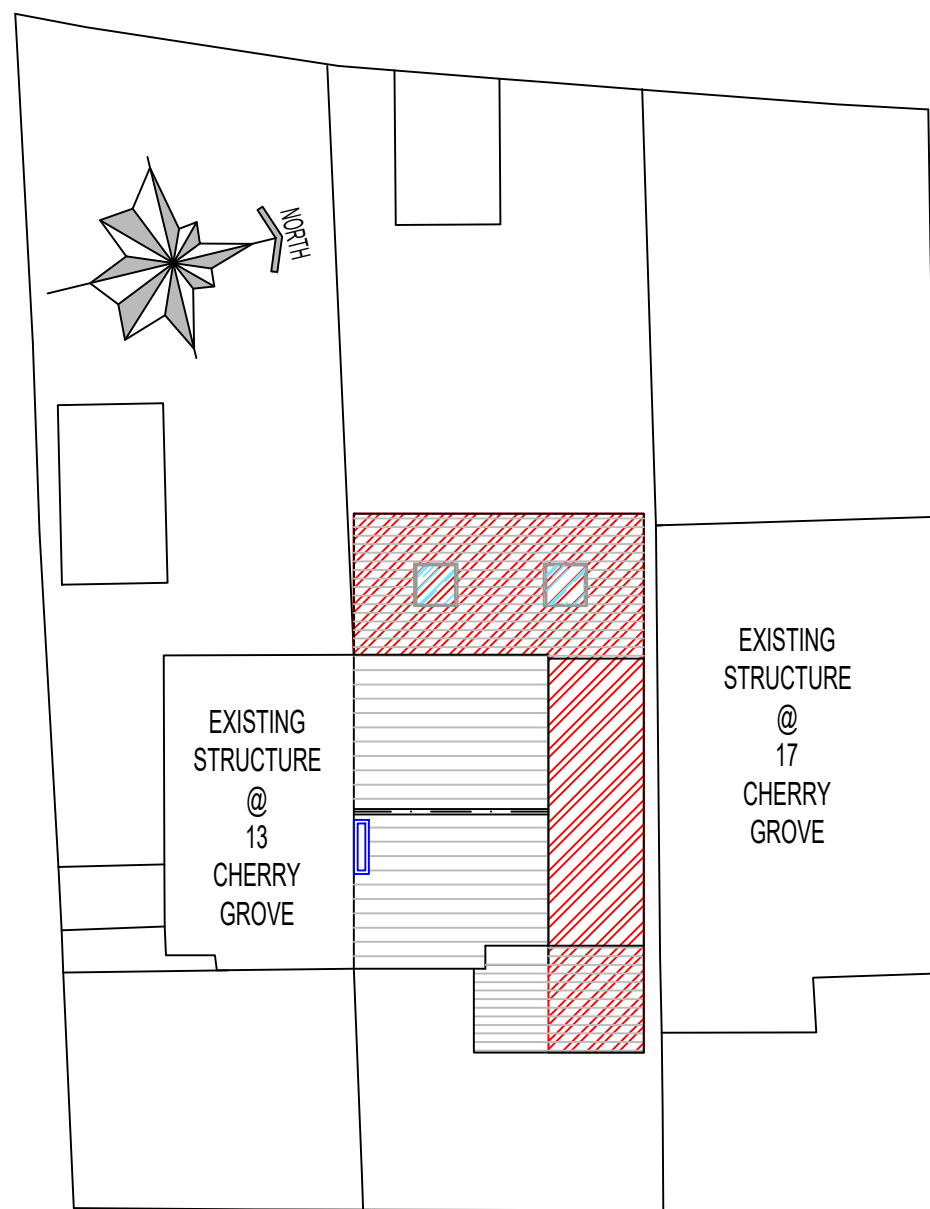 NORTH
EXISTING
STRUCTURE
@
13
CHERRY
GROVE
EXISTING
STRUCTURE
@
17
CHERRY
GROVE